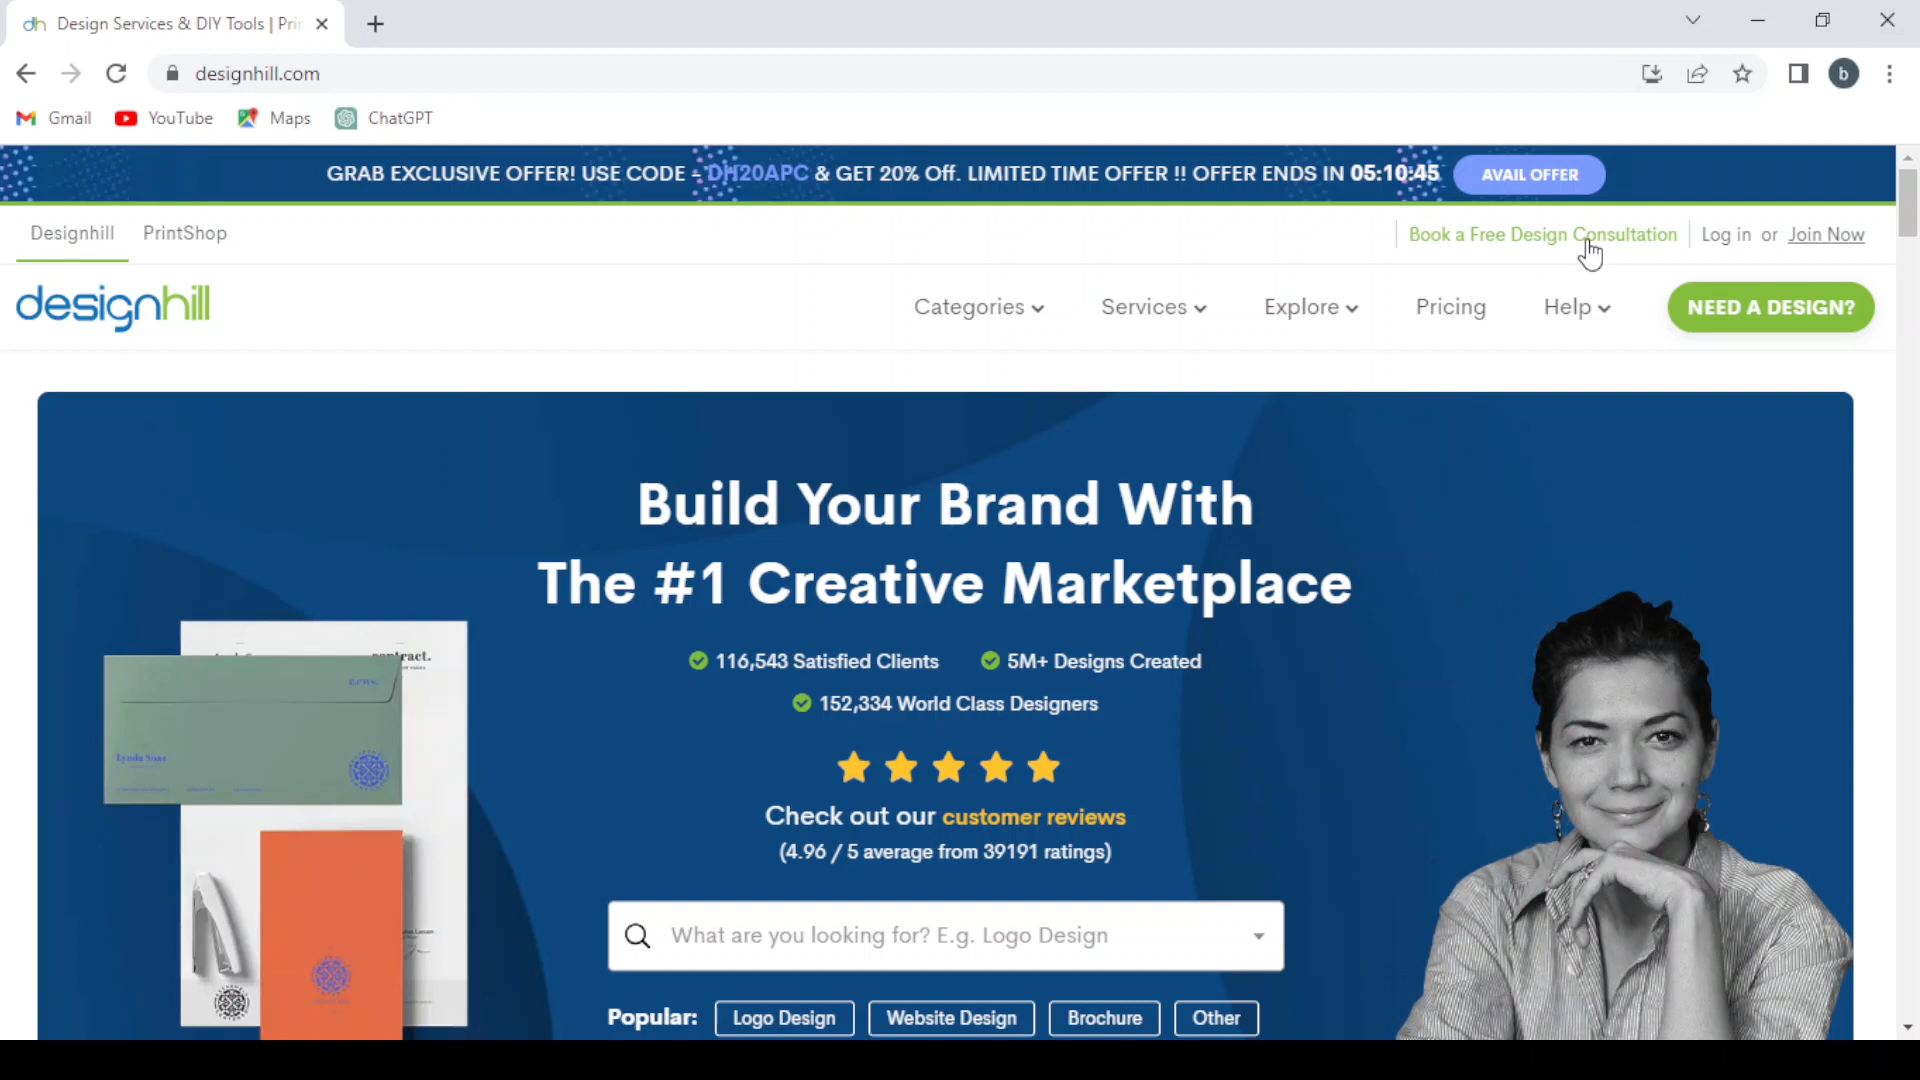 dh Design Services & DIY Tools | Prin
designhill.com
b
Gmail YouTube Maps ChatGPT
GRAB EXCLUSIVE OFFER! USE CODE - DH20APC & GET 20% Off. LIMITED TIME OFFER !! OFFER ENDS IN 05:10:45 AVAIL OFFER
Designhill PrintShop Book a Free Design Consultation Log in or Join Now
designhill Categories Services Explore Pricing Help NEED A DESIGN?
Build Your Brand With
The #1 Creative Marketplace
116,543 Satisfied Clients 5M+ Designs Created
152,334 World Class Designers
Check out our customer reviews
(4.96 / 5 average from 39191 ratings)
What are you looking for? E.g. Logo Design
Popular: Logo Design Website Design Brochure Other
news.